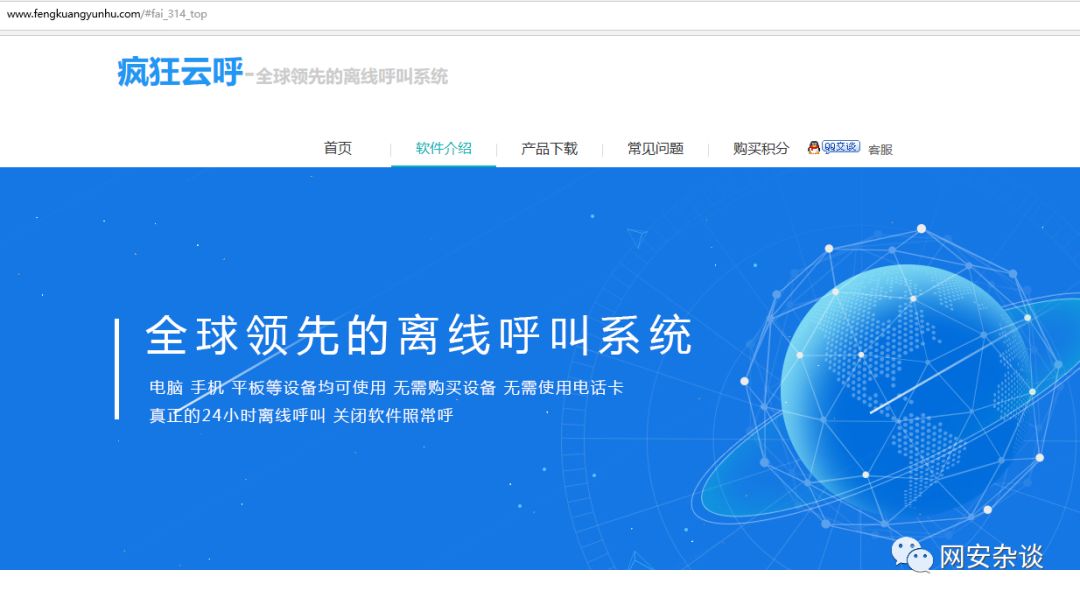 www.fengkuangyunhu.com/#fai_314_top
疯狂云呼-全球领先的离线呼叫系统
首页 软件介绍 产品下载 常见问题 购买积分 QQ交谈 客服
全球领先的离线呼叫系统
电脑 手机 平板等设备均可使用 无需购买设备 无需使用电话卡
真正的24小时离线呼叫 关闭软件照常呼
网安杂谈